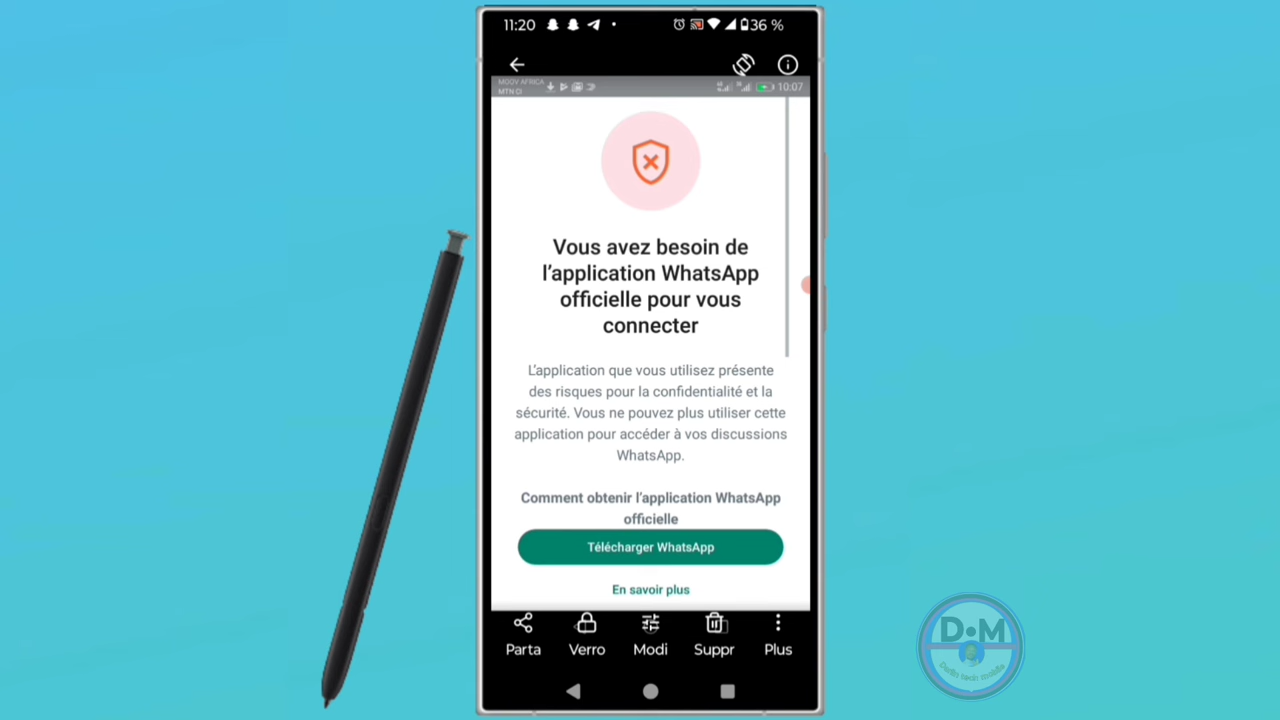 11:20
36 %
MOOV AFRICA
MTN CI
10:07
Vous avez besoin de
l’application WhatsApp
officielle pour vous
connecter
L’application que vous utilisez présente
des risques pour la confidentialité et la
sécurité. Vous ne pouvez plus utiliser cette
application pour accéder à vos discussions
WhatsApp.
Comment obtenir l’application WhatsApp
officielle
Télécharger WhatsApp
En savoir plus
Parta Verro Modi Suppr Plus
D•M
tech mobile